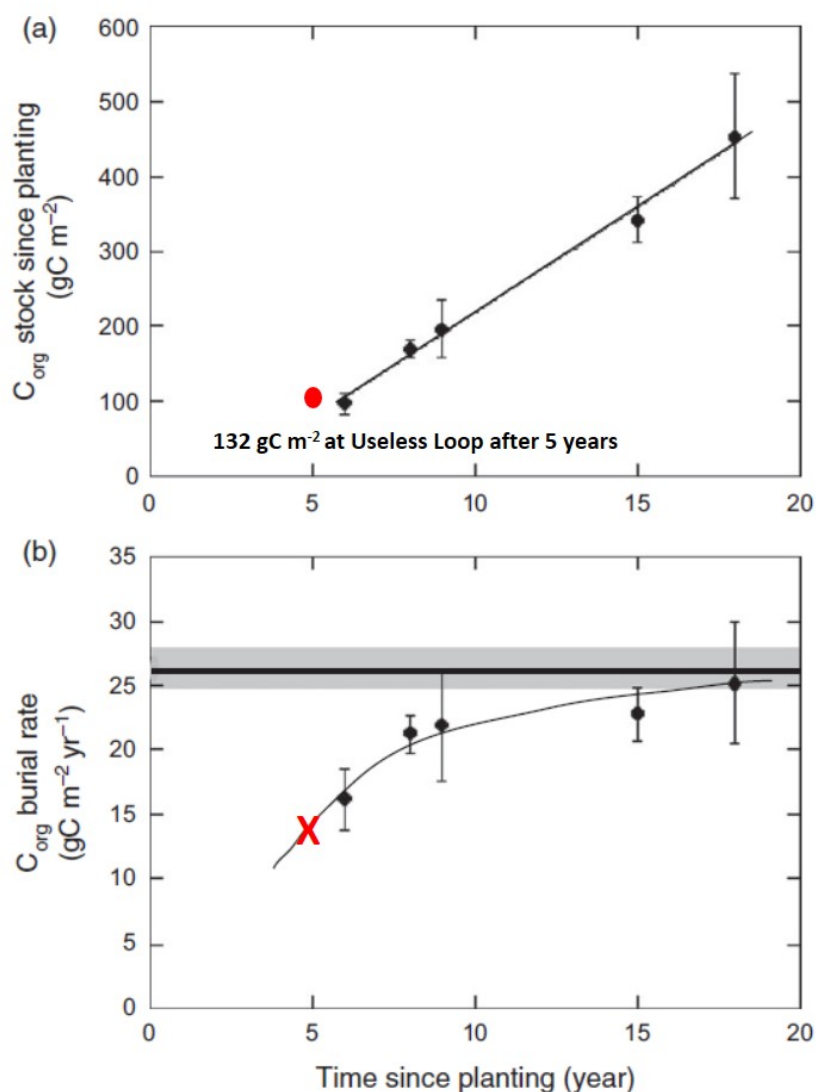 (a)
600
500
400
300
200
100
0
C_org stock since planting
(gC m⁻²)
132 gC m⁻² at Useless Loop after 5 years
0 5 10 15 20
(b)
35
30
25
20
15
10
5
0
C_org burial rate
(gC m⁻² yr⁻¹)
X
0 5 10 15 20
Time since planting (year)